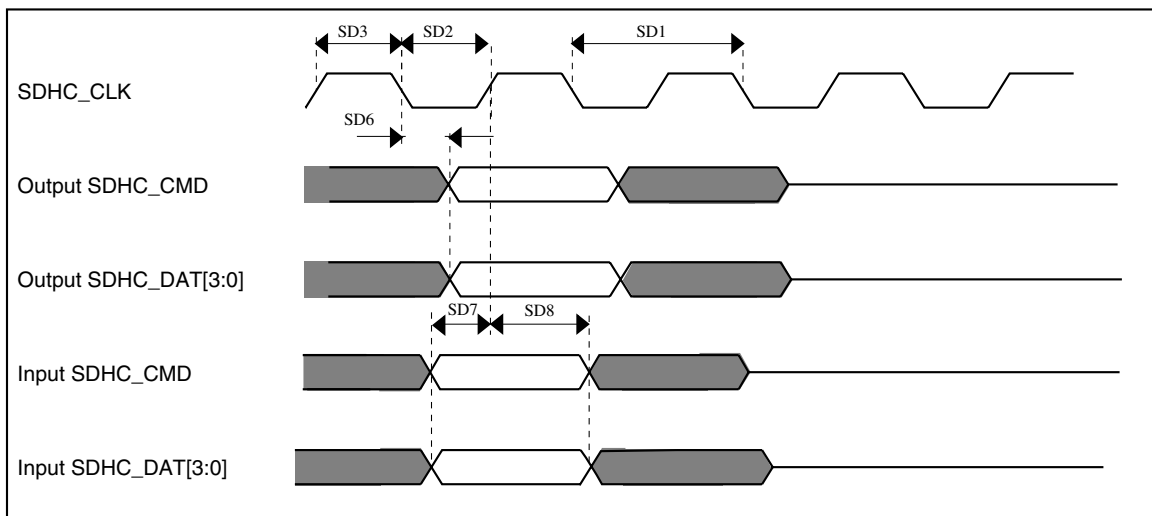 SD3
SD2
SD1
SDHC_CLK
SD6
Output SDHC_CMD
Output SDHC_DAT[3:0]
SD7
SD8
Input SDHC_CMD
Input SDHC_DAT[3:0]